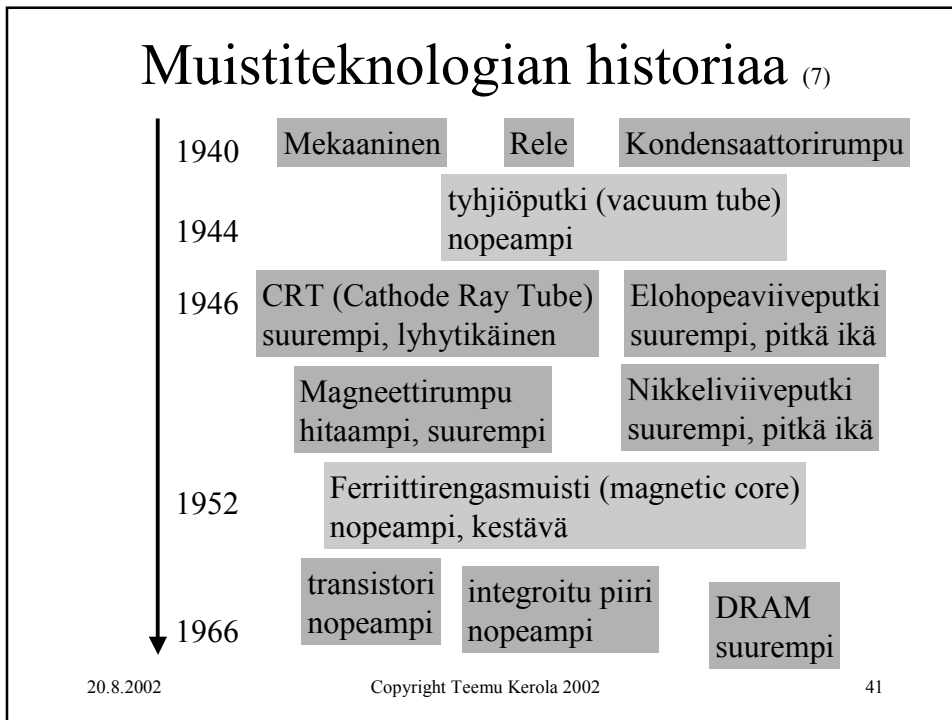 Muistiteknologian historiaa (7)
1940 Mekaaninen Rele Kondensaattorirumpu
tyhjiöputki (vacuum tube)
1944 nopeampi
1946 CRT (Cathode Ray Tube) Elohopeaviiveputki
suurempi, lyhytikäinen suurempi, pitkä ikä
Magneettirumpu Nikkeliviiveputki
hitaampi, suurempi suurempi, pitkä ikä
1952 Ferriittirengasmuisti (magnetic core)
nopeampi, kestävä
transistori integroitu piiri DRAM
1966 nopeampi nopeampi suurempi
20.8.2002 Copyright Teemu Kerola 2002 41